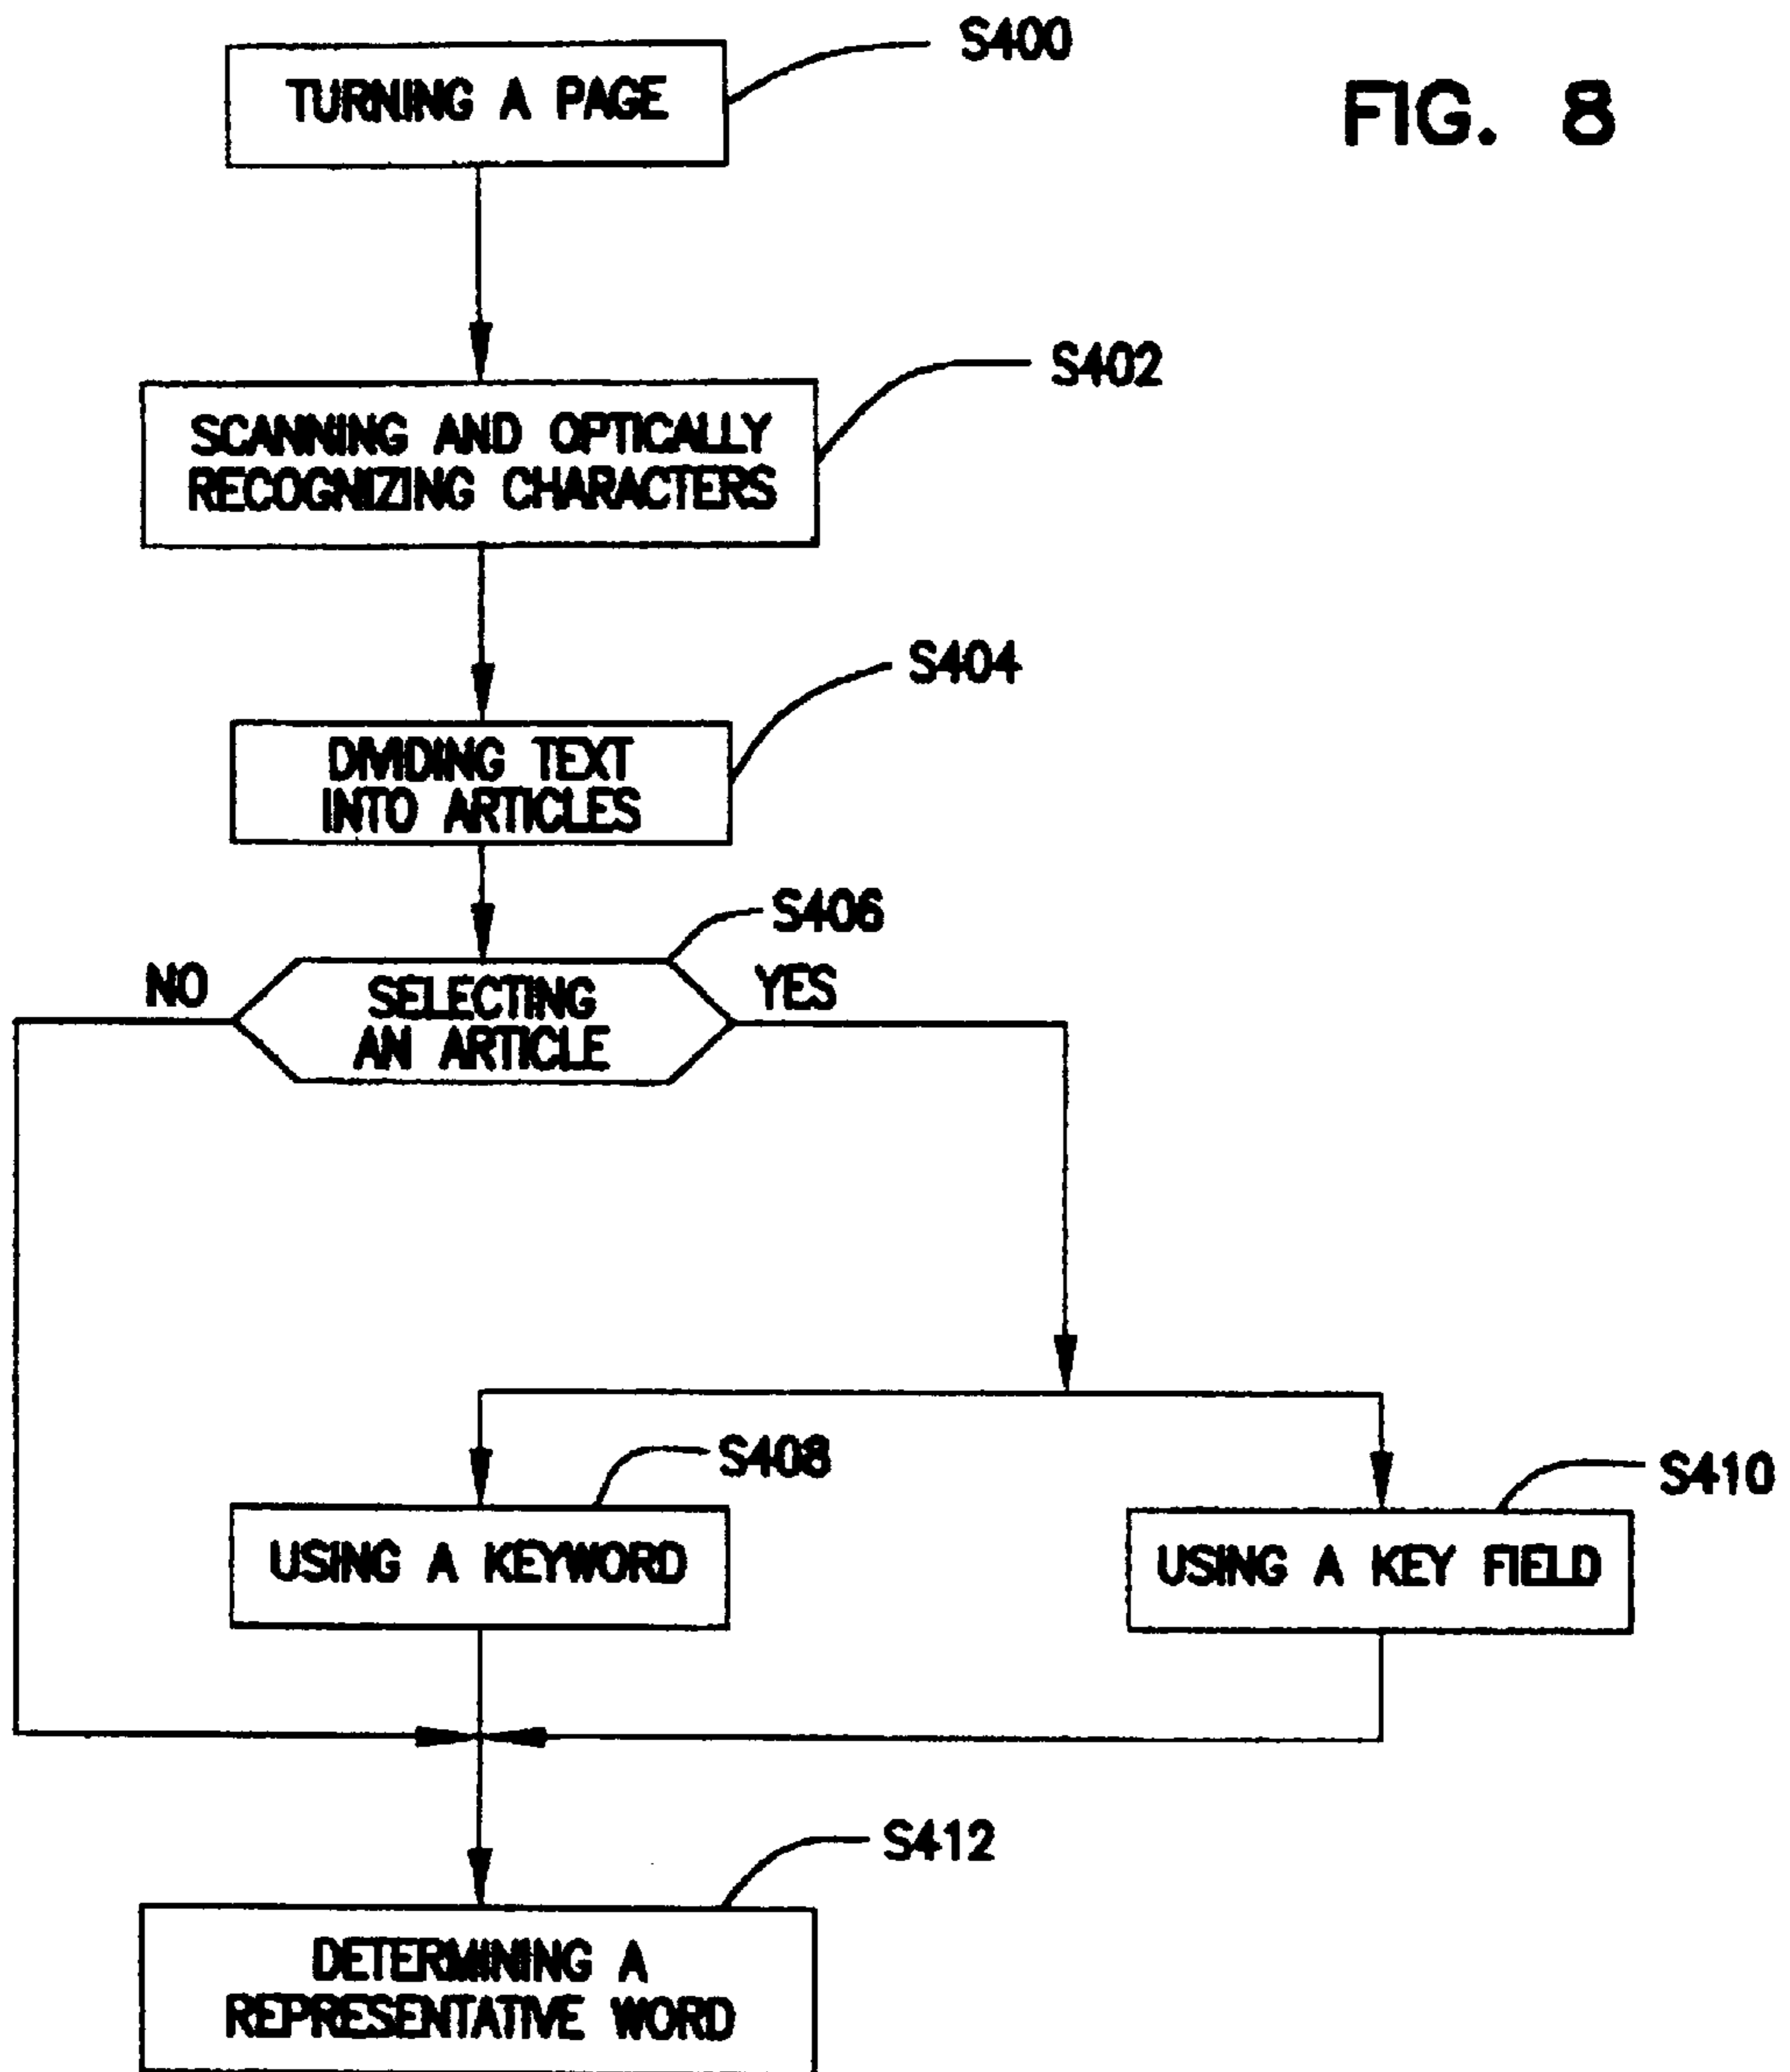 S400
TURNING A PAGE
FIG. 8
S402
SCANNING AND OPTICALLY
RECOGNIZING CHARACTERS
S404
DIVIDING TEXT
INTO ARTICLES
S406
NO
YES
SELECTING
AN ARTICLE
S408
S410
USING A KEYWORD
USING A KEY FIELD
S412
DETERMINING A
REPRESENTATIVE WORD